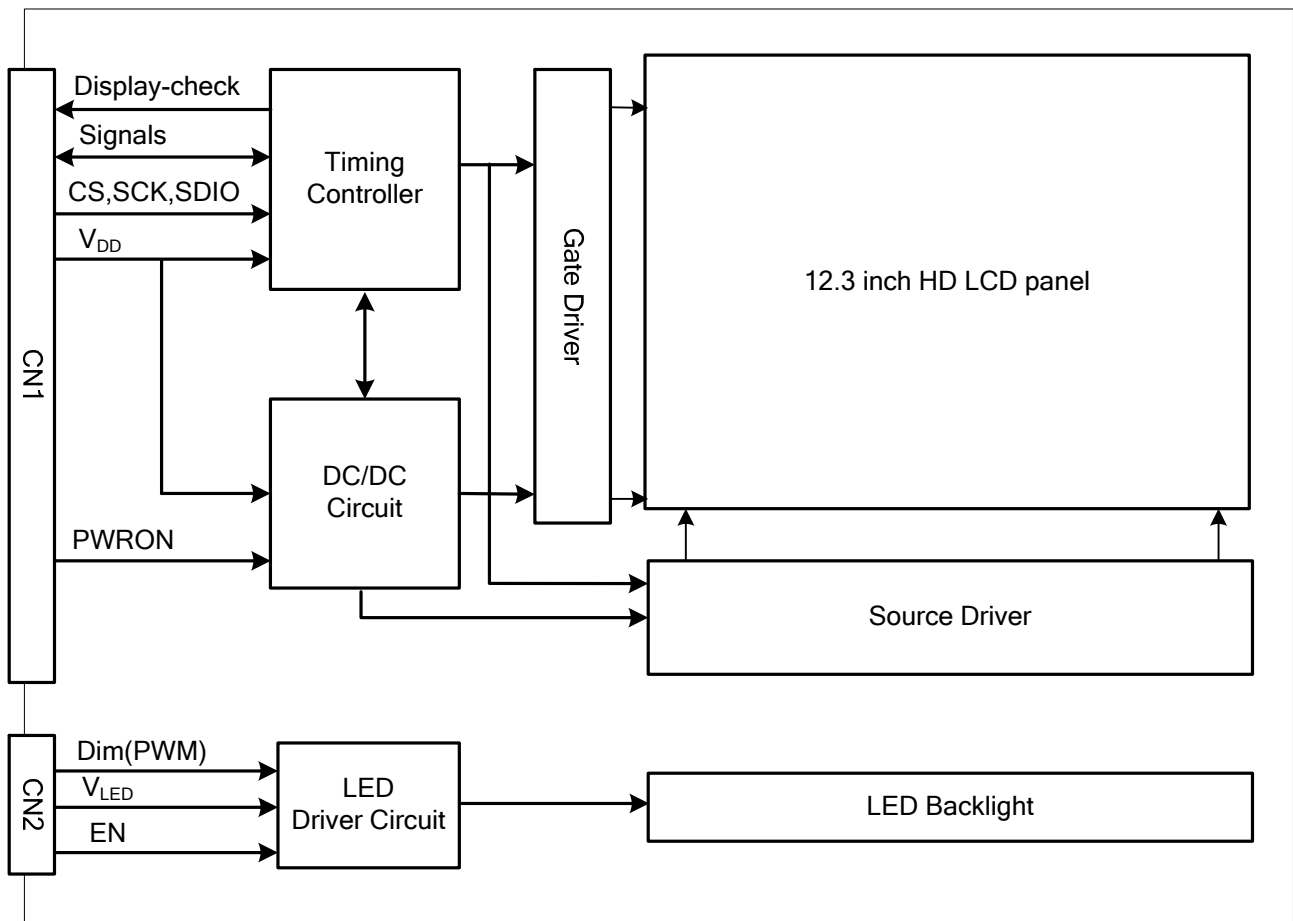 Display-check
Signals
CS,SCK,SDIO
VDD
CN1
PWRON
Timing
Controller
DC/DC
Circuit
Gate Driver
12.3 inch HD LCD panel
Source Driver
CN2
Dim(PWM)
VLED
EN
LED
Driver Circuit
LED Backlight